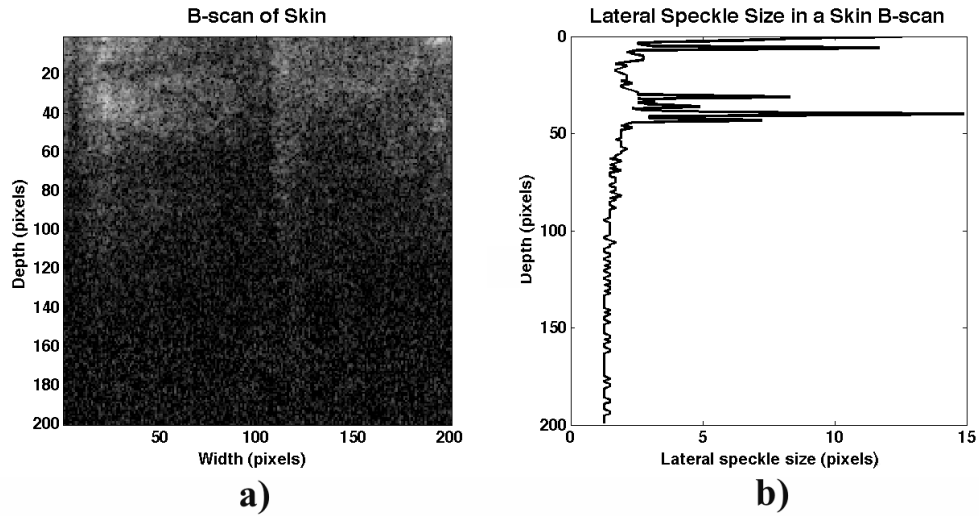 B-scan of Skin
20
40
60
80
100
120
140
160
180
200
50
100
150
200
Depth (pixels)
Width (pixels)
a)
Lateral Speckle Size in a Skin B-scan
0
50
100
150
200
0
5
10
15
Depth (pixels)
Lateral speckle size (pixels)
b)